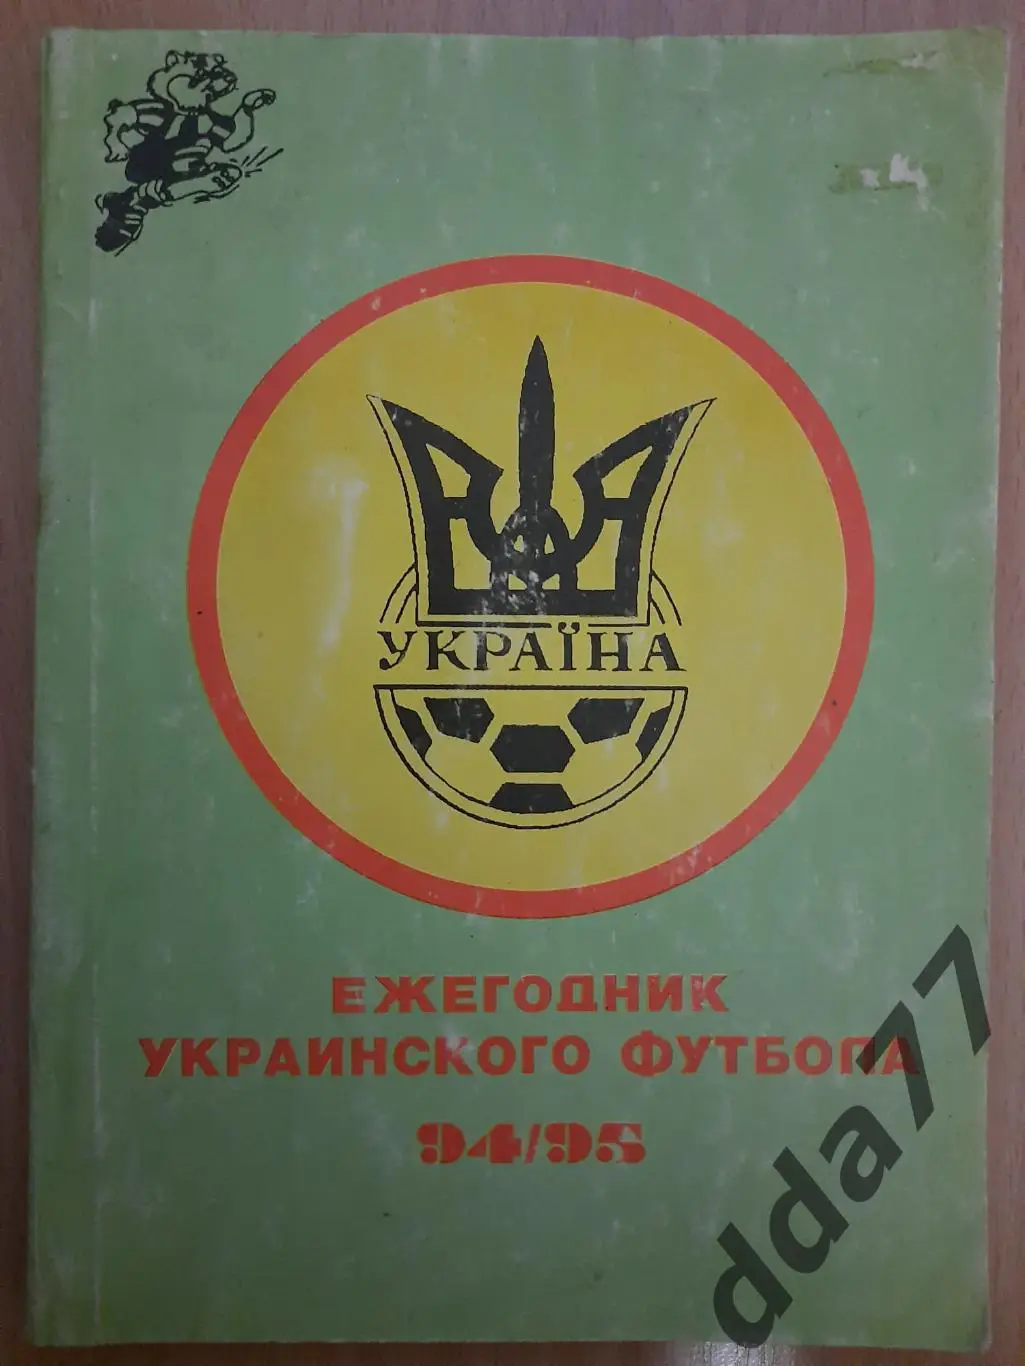 УКРАЇНА
ЕЖЕГОДНИК
УКРАИНСКОГО ФУТБОЛА
94/95
dda77